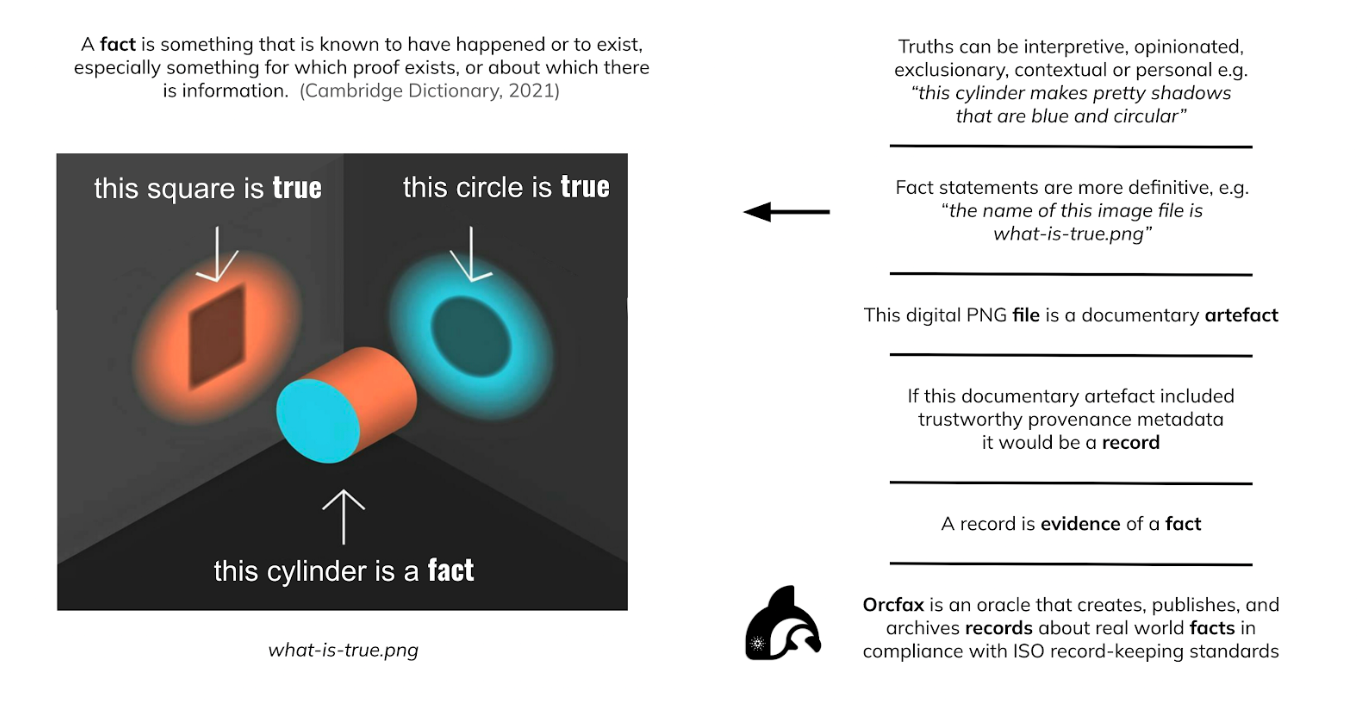 A fact is something that is known to have happened or to exist,
especially something for which proof exists, or about which there
is information. (Cambridge Dictionary, 2021)
this square is true
this circle is true
this cylinder is a fact
what-is-true.png
Truths can be interpretive, opinionated,
exclusionary, contextual or personal e.g.
“this cylinder makes pretty shadows
that are blue and circular”
Fact statements are more definitive, e.g.
“the name of this image file is
what-is-true.png”
This digital PNG file is a documentary artefact
If this documentary artefact included
trustworthy provenance metadata
it would be a record
A record is evidence of a fact
Orcfax is an oracle that creates, publishes, and
archives records about real world facts in
compliance with ISO record-keeping standards